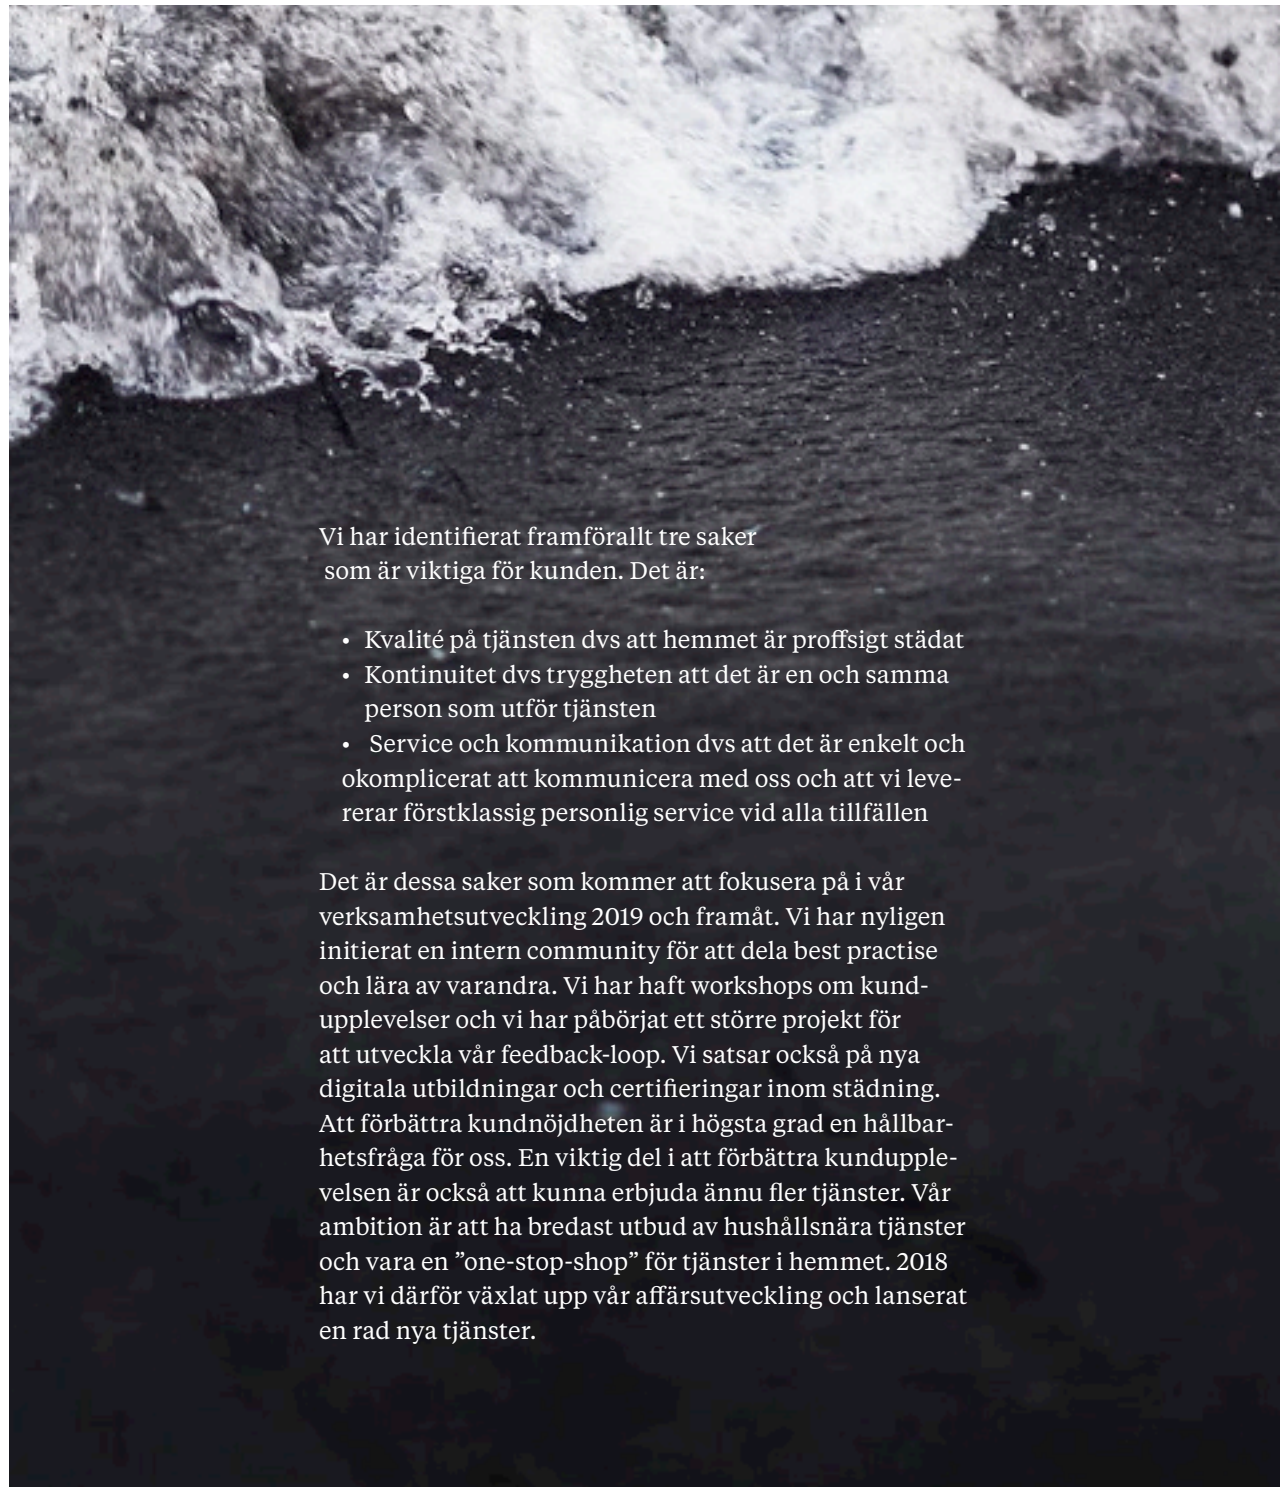 Vi har identifierat framförallt tre saker
som är viktiga för kunden. Det är:
• Kvalité på tjänsten dvs att hemmet är proffsigt städat
• Kontinuitet dvs tryggheten att det är en och samma
person som utför tjänsten
• Service och kommunikation dvs att det är enkelt och
okomplicerat att kommunicera med oss och att vi leve-
rerar förstklassig personlig service vid alla tillfällen
Det är dessa saker som kommer att fokusera på i vår
verksamhetsutveckling 2019 och framåt. Vi har nyligen
initierat en intern community för att dela best practise
och lära av varandra. Vi har haft workshops om kund-
upplevelser och vi har påbörjat ett större projekt för
att utveckla vår feedback-loop. Vi satsar också på nya
digitala utbildningar och certifieringar inom städning.
Att förbättra kundnöjdheten är i högsta grad en hållbar-
hetsfråga för oss. En viktig del i att förbättra kundupple-
velsen är också att kunna erbjuda ännu fler tjänster. Vår
ambition är att ha bredast utbud av hushållsnära tjänster
och vara en ”one-stop-shop” för tjänster i hemmet. 2018
har vi därför växlat upp vår affärsutveckling och lanserat
en rad nya tjänster.